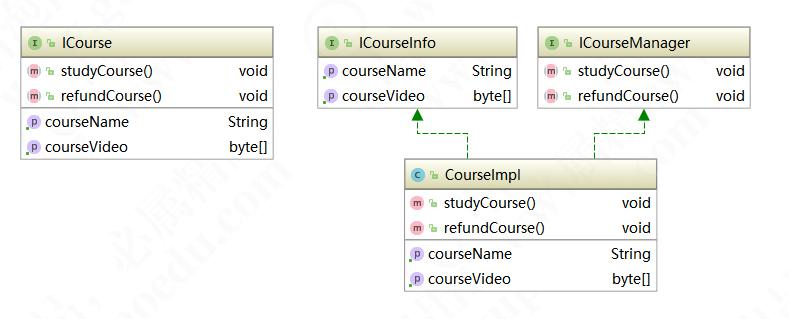 ICourse
studyCourse() void
refundCourse() void
courseName String
courseVideo byte[]
ICourseInfo
courseName String
courseVideo byte[]
ICourseManager
studyCourse() void
refundCourse() void
CourseImpl
studyCourse() void
refundCourse() void
courseName String
courseVideo byte[]